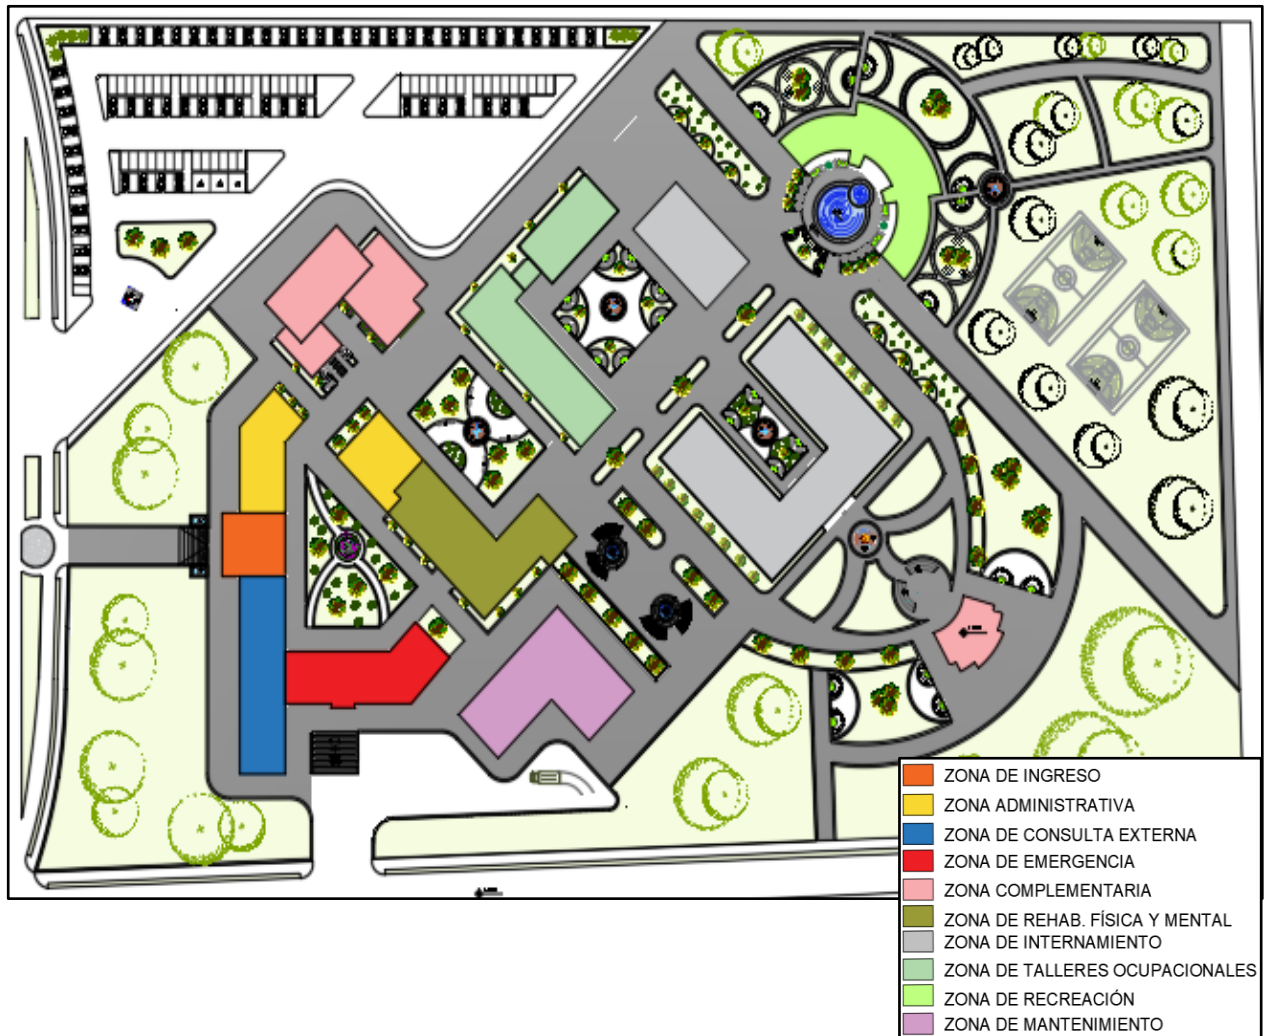 ZONA DE INGRESO
ZONA ADMINISTRATIVA
ZONA DE CONSULTA EXTERNA
ZONA DE EMERGENCIA
ZONA COMPLEMENTARIA
ZONA DE REHAB. FÍSICA Y MENTAL
ZONA DE INTERNAMIENTO
ZONA DE TALLERES OCUPACIONALES
ZONA DE RECREACIÓN
ZONA DE MANTENIMIENTO